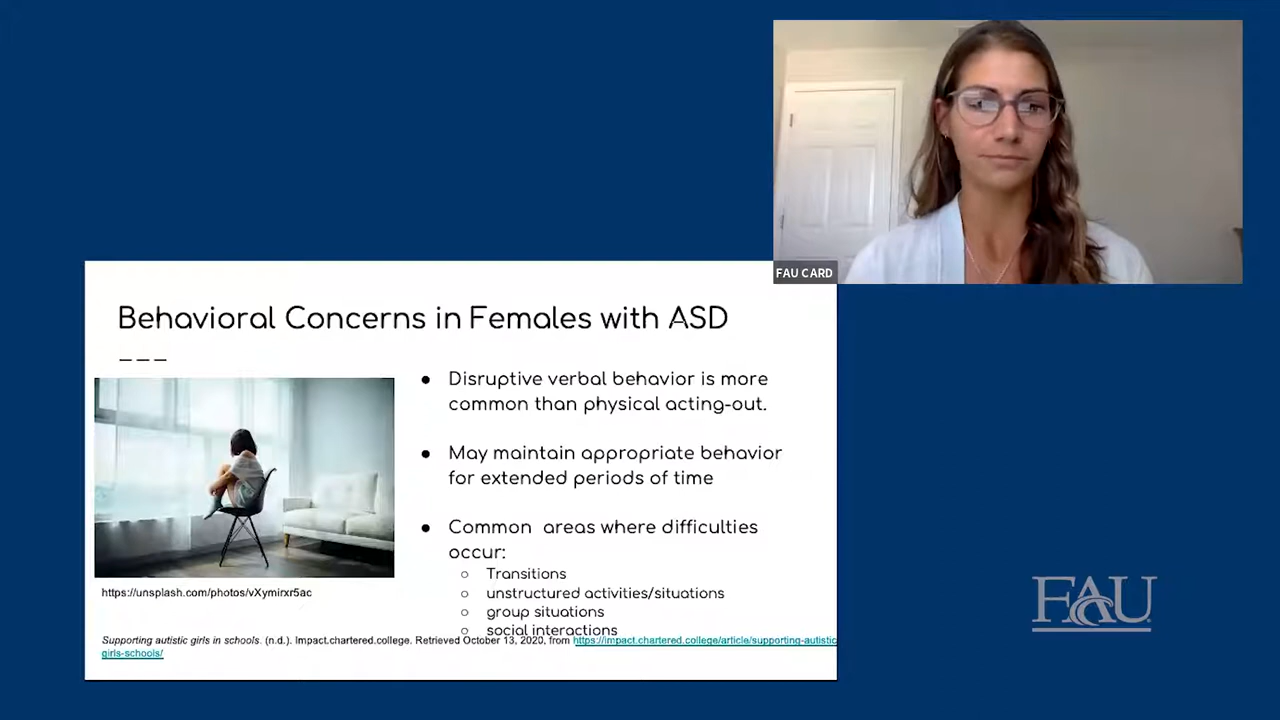 FAU CARD
Behavioral Concerns in Females with ASD
● Disruptive verbal behavior is more
common than physical acting-out.
● May maintain appropriate behavior
for extended periods of time
● Common areas where difficulties
occur:
○ Transitions
○ unstructured activities/situations
○ group situations
○ social interactions
https://unsplash.com/photos/vXymirxr5ac
Supporting autistic girls in schools. (n.d.). Impact.chartered.college. Retrieved October 13, 2020, from https://impact.chartered.college/article/supporting-autistic
girls-schools/
FAU